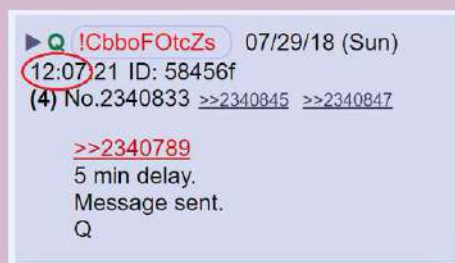 ▶ Q !CbboFOtcZs 07/29/18 (Sun)
12:07:21 ID: 58456f
(4) No.2340833 >>2340845 >>2340847
>>2340789
5 min delay.
Message sent.
Q